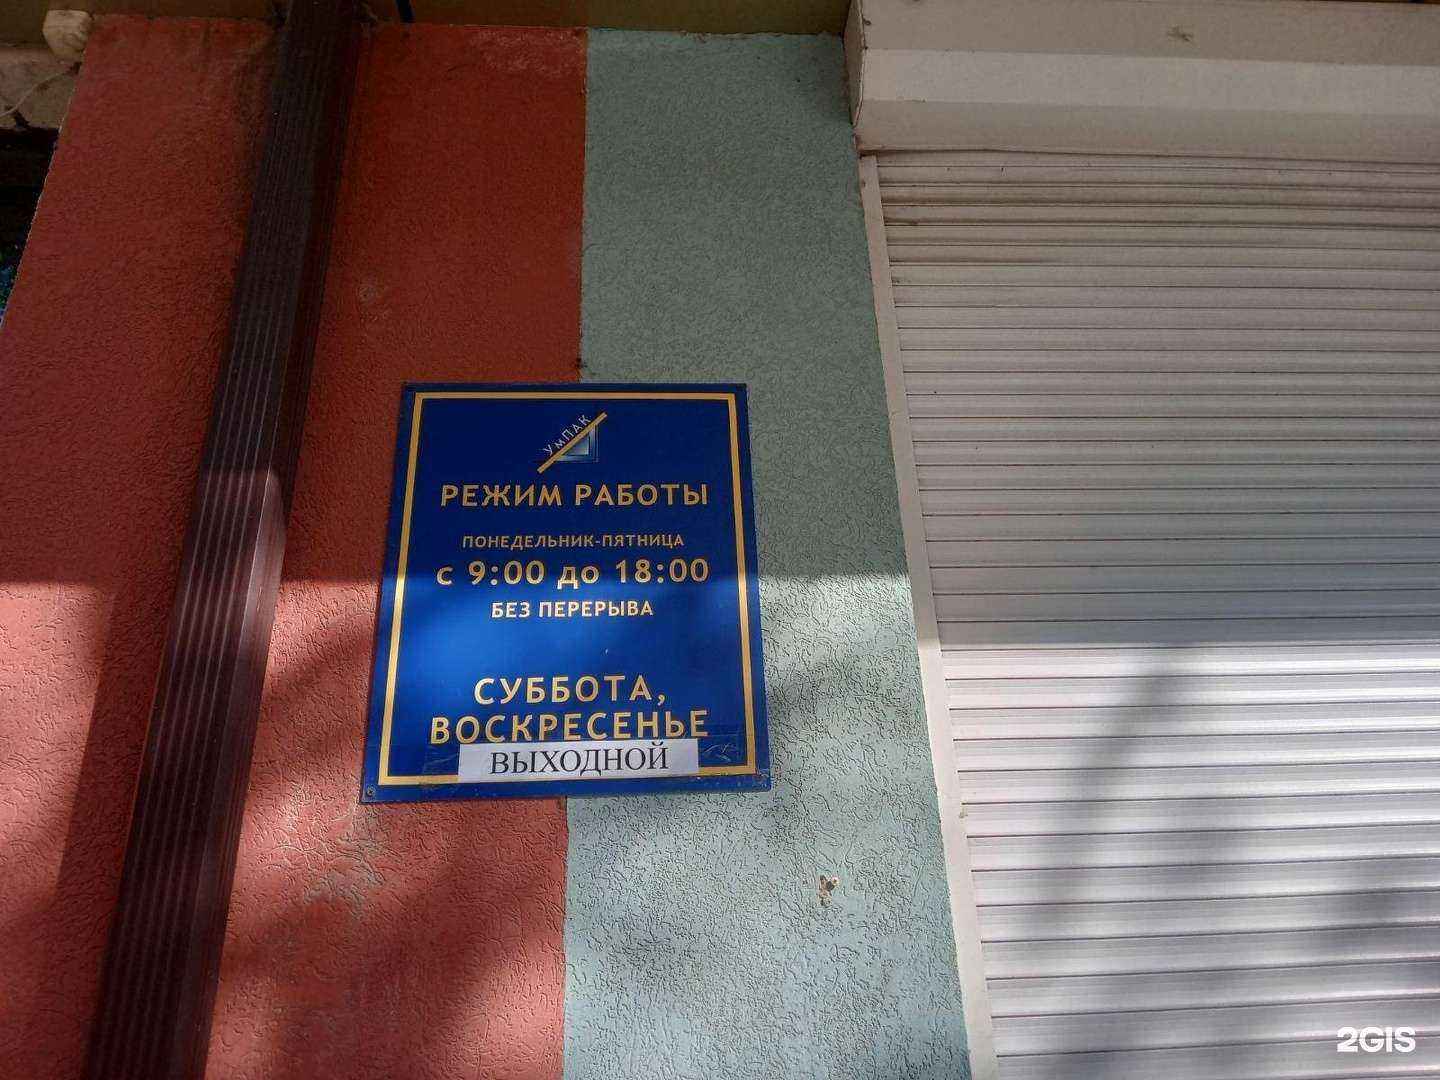 УмПАК
РЕЖИМ РАБОТЫ
ПОНЕДЕЛЬНИК-ПЯТНИЦА
с 9:00 до 18:00
БЕЗ ПЕРЕРЫВА
СУББОТА,
ВОСКРЕСЕНЬЕ
ВЫХОДНОЙ
2GIS